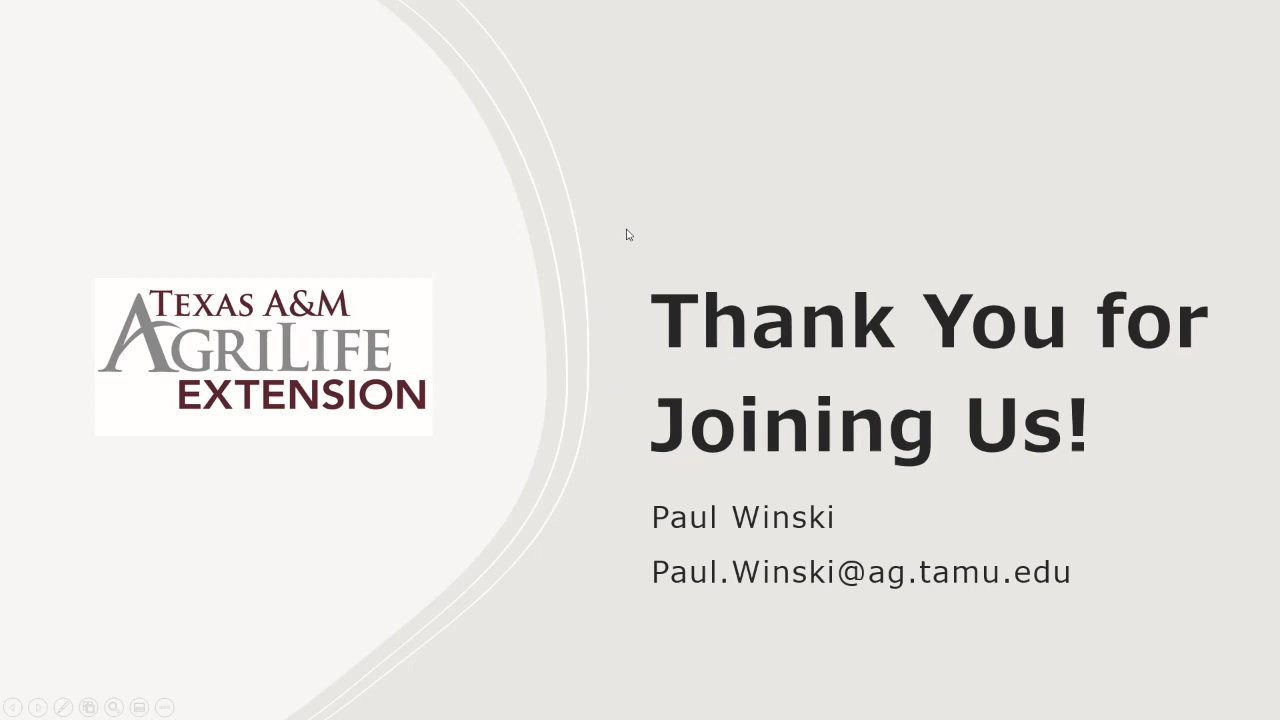 TEXAS A&M
AGRILIFE
EXTENSION
Thank You for
Joining Us!
Paul Winski
Paul.Winski@ag.tamu.edu